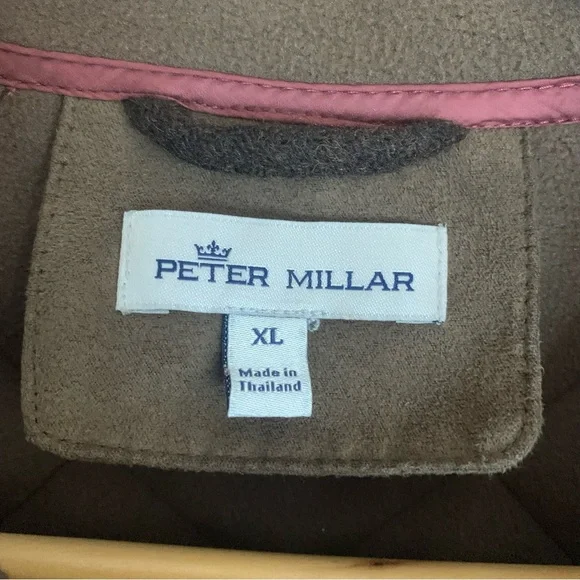 PETER MILLAR
XL
Made in
Thailand